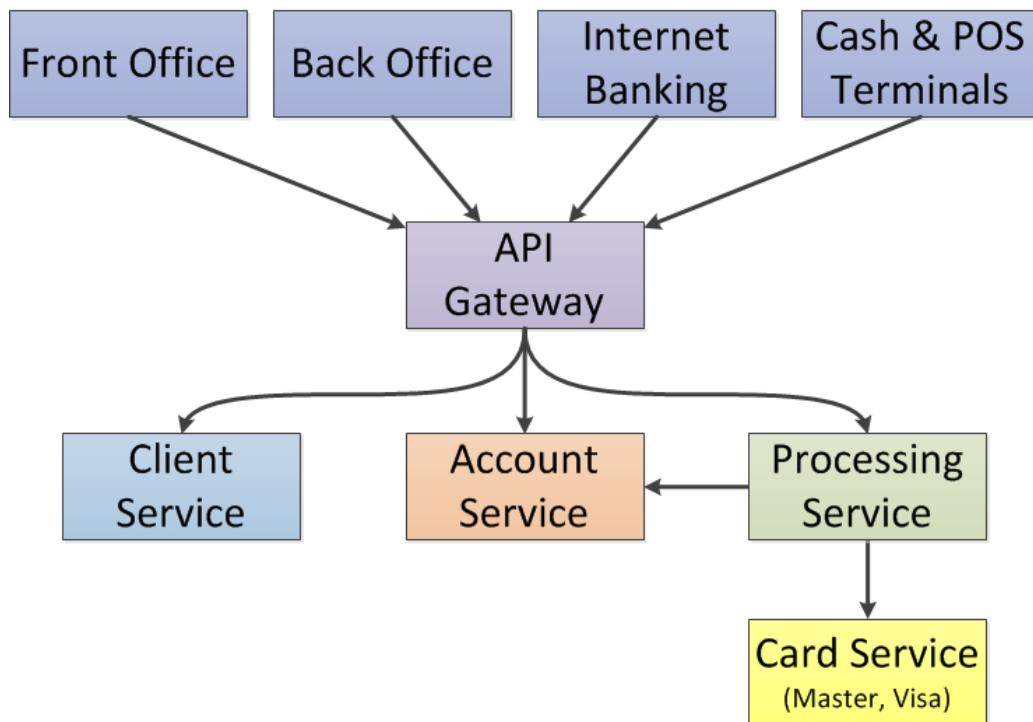 Front Office
Back Office
Internet
Banking
Cash & POS
Terminals
API
Gateway
Client
Service
Account
Service
Processing
Service
Card Service
(Master, Visa)